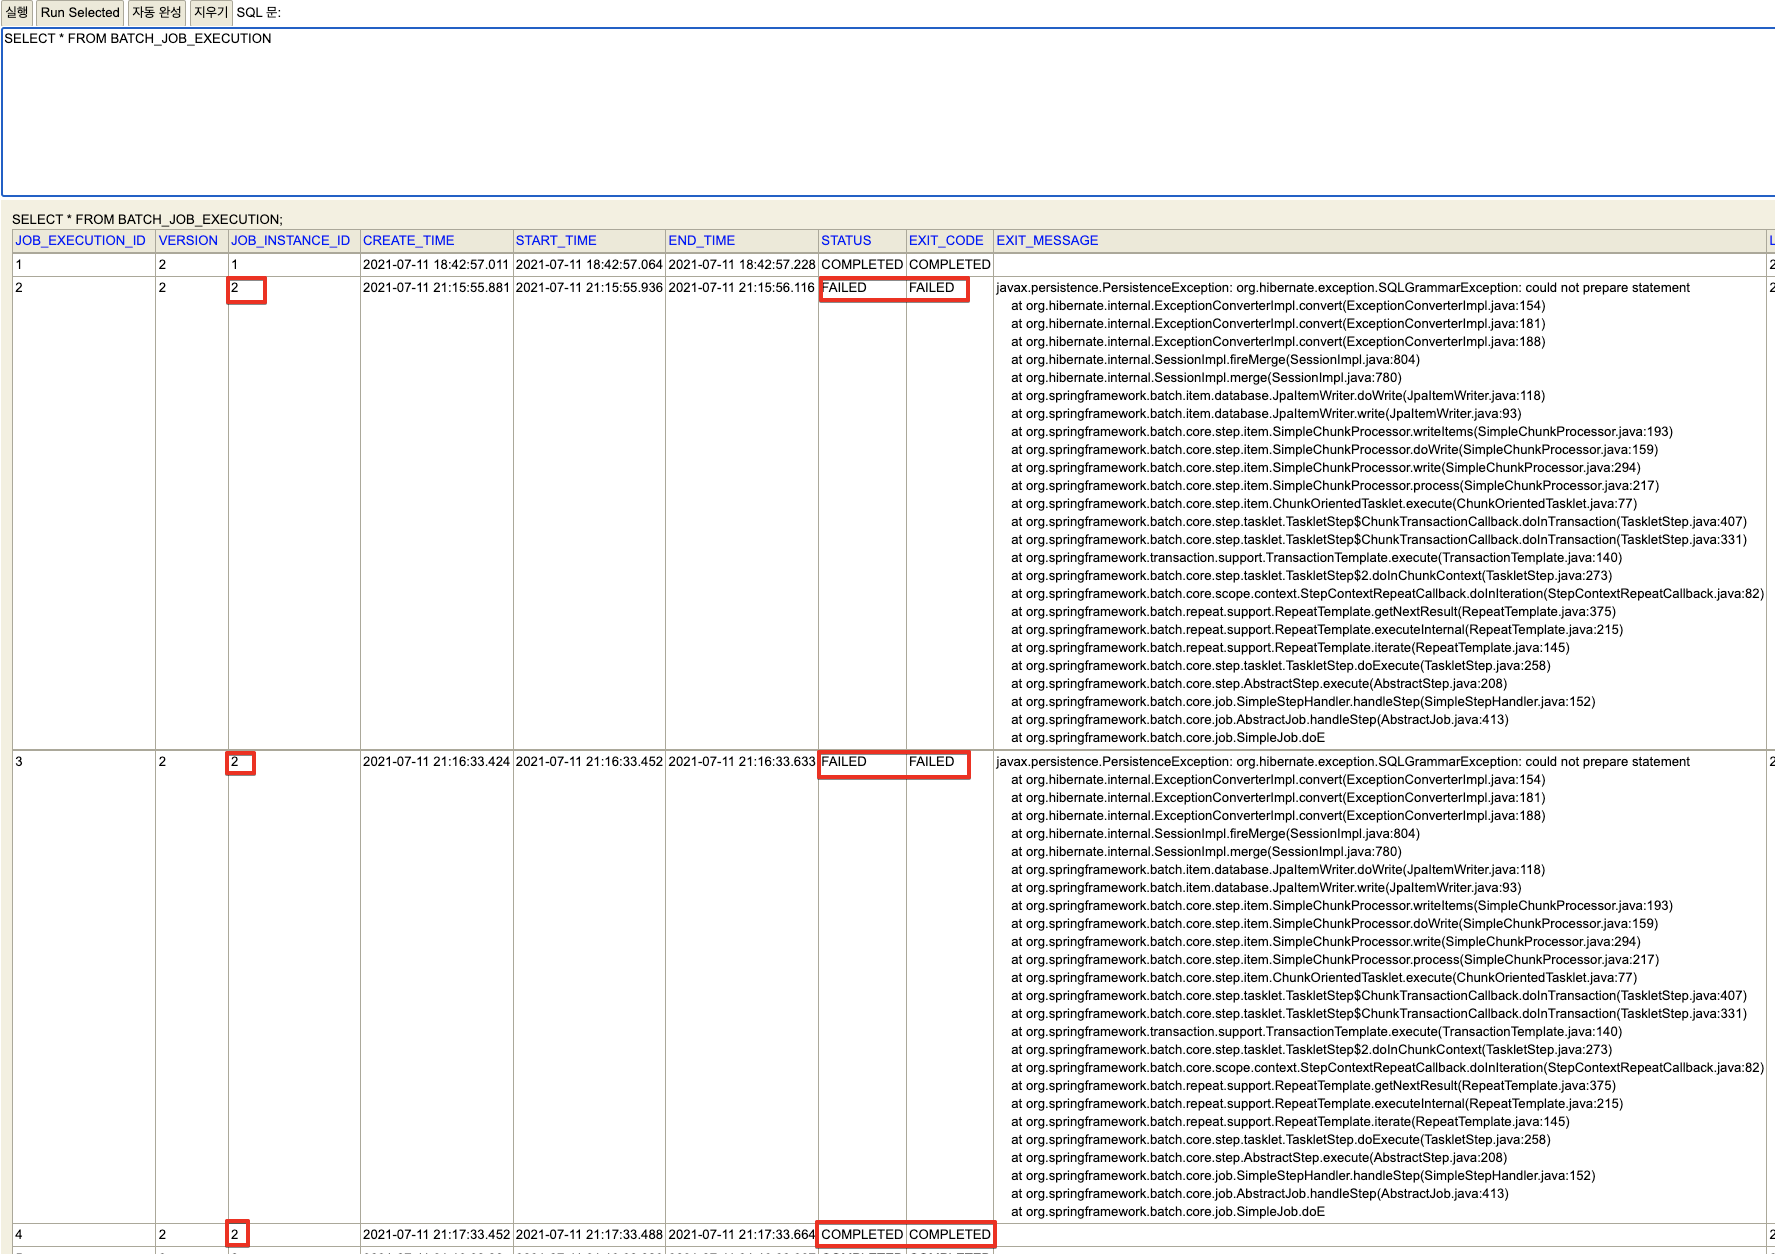 실행 Run Selected 자동 완성 지우기 SQL 문:
SELECT * FROM BATCH_JOB_EXECUTION
SELECT * FROM BATCH_JOB_EXECUTION;
JOB_EXECUTION_ID VERSION JOB_INSTANCE_ID CREATE_TIME START_TIME END_TIME STATUS EXIT_CODE EXIT_MESSAGE
1 2 1 2021-07-11 18:42:57.011 2021-07-11 18:42:57.064 2021-07-11 18:42:57.228 COMPLETED COMPLETED
2 2 2 2021-07-11 21:15:55.881 2021-07-11 21:15:55.936 2021-07-11 21:15:56.116 FAILED FAILED javax.persistence.PersistenceException: org.hibernate.exception.SQLGrammarException: could not prepare statement
at org.hibernate.internal.ExceptionConverterImpl.convert(ExceptionConverterImpl.java:154)
at org.hibernate.internal.ExceptionConverterImpl.convert(ExceptionConverterImpl.java:181)
at org.hibernate.internal.ExceptionConverterImpl.convert(ExceptionConverterImpl.java:188)
at org.hibernate.internal.SessionImpl.fireMerge(SessionImpl.java:804)
at org.hibernate.internal.SessionImpl.merge(SessionImpl.java:780)
at org.springframework.batch.item.database.JpaItemWriter.doWrite(JpaItemWriter.java:118)
at org.springframework.batch.item.database.JpaItemWriter.write(JpaItemWriter.java:93)
at org.springframework.batch.core.step.item.SimpleChunkProcessor.writeItems(SimpleChunkProcessor.java:193)
at org.springframework.batch.core.step.item.SimpleChunkProcessor.doWrite(SimpleChunkProcessor.java:159)
at org.springframework.batch.core.step.item.SimpleChunkProcessor.write(SimpleChunkProcessor.java:294)
at org.springframework.batch.core.step.item.SimpleChunkProcessor.process(SimpleChunkProcessor.java:217)
at org.springframework.batch.core.step.item.ChunkOrientedTasklet.execute(ChunkOrientedTasklet.java:77)
at org.springframework.batch.core.step.tasklet.TaskletStep$ChunkTransactionCallback.doInTransaction(TaskletStep.java:407)
at org.springframework.batch.core.step.tasklet.TaskletStep$ChunkTransactionCallback.doInTransaction(TaskletStep.java:331)
at org.springframework.transaction.support.TransactionTemplate.execute(TransactionTemplate.java:140)
at org.springframework.batch.core.step.tasklet.TaskletStep$2.doInChunkContext(TaskletStep.java:273)
at org.springframework.batch.core.scope.context.StepContextRepeatCallback.doInIteration(StepContextRepeatCallback.java:82)
at org.springframework.batch.repeat.support.RepeatTemplate.getNextResult(RepeatTemplate.java:375)
at org.springframework.batch.repeat.support.RepeatTemplate.executeInternal(RepeatTemplate.java:215)
at org.springframework.batch.repeat.support.RepeatTemplate.iterate(RepeatTemplate.java:145)
at org.springframework.batch.core.step.tasklet.TaskletStep.doExecute(TaskletStep.java:258)
at org.springframework.batch.core.step.AbstractStep.execute(AbstractStep.java:208)
at org.springframework.batch.core.job.SimpleStepHandler.handleStep(SimpleStepHandler.java:152)
at org.springframework.batch.core.job.AbstractJob.handleStep(AbstractJob.java:413)
at org.springframework.batch.core.job.SimpleJob.doE
3 2 2 2021-07-11 21:16:33.424 2021-07-11 21:16:33.452 2021-07-11 21:16:33.633 FAILED FAILED javax.persistence.PersistenceException: org.hibernate.exception.SQLGrammarException: could not prepare statement
at org.hibernate.internal.ExceptionConverterImpl.convert(ExceptionConverterImpl.java:154)
at org.hibernate.internal.ExceptionConverterImpl.convert(ExceptionConverterImpl.java:181)
at org.hibernate.internal.ExceptionConverterImpl.convert(ExceptionConverterImpl.java:188)
at org.hibernate.internal.SessionImpl.fireMerge(SessionImpl.java:804)
at org.hibernate.internal.SessionImpl.merge(SessionImpl.java:780)
at org.springframework.batch.item.database.JpaItemWriter.doWrite(JpaItemWriter.java:118)
at org.springframework.batch.item.database.JpaItemWriter.write(JpaItemWriter.java:93)
at org.springframework.batch.core.step.item.SimpleChunkProcessor.writeItems(SimpleChunkProcessor.java:193)
at org.springframework.batch.core.step.item.SimpleChunkProcessor.doWrite(SimpleChunkProcessor.java:159)
at org.springframework.batch.core.step.item.SimpleChunkProcessor.write(SimpleChunkProcessor.java:294)
at org.springframework.batch.core.step.item.SimpleChunkProcessor.process(SimpleChunkProcessor.java:217)
at org.springframework.batch.core.step.item.ChunkOrientedTasklet.execute(ChunkOrientedTasklet.java:77)
at org.springframework.batch.core.step.tasklet.TaskletStep$ChunkTransactionCallback.doInTransaction(TaskletStep.java:407)
at org.springframework.batch.core.step.tasklet.TaskletStep$ChunkTransactionCallback.doInTransaction(TaskletStep.java:331)
at org.springframework.transaction.support.TransactionTemplate.execute(TransactionTemplate.java:140)
at org.springframework.batch.core.step.tasklet.TaskletStep$2.doInChunkContext(TaskletStep.java:273)
at org.springframework.batch.core.scope.context.StepContextRepeatCallback.doInIteration(StepContextRepeatCallback.java:82)
at org.springframework.batch.repeat.support.RepeatTemplate.getNextResult(RepeatTemplate.java:375)
at org.springframework.batch.repeat.support.RepeatTemplate.executeInternal(RepeatTemplate.java:215)
at org.springframework.batch.repeat.support.RepeatTemplate.iterate(RepeatTemplate.java:145)
at org.springframework.batch.core.step.tasklet.TaskletStep.doExecute(TaskletStep.java:258)
at org.springframework.batch.core.step.AbstractStep.execute(AbstractStep.java:208)
at org.springframework.batch.core.job.SimpleStepHandler.handleStep(SimpleStepHandler.java:152)
at org.springframework.batch.core.job.AbstractJob.handleStep(AbstractJob.java:413)
at org.springframework.batch.core.job.SimpleJob.doE
4 2 2 2021-07-11 21:17:33.452 2021-07-11 21:17:33.488 2021-07-11 21:17:33.664 COMPLETED COMPLETED